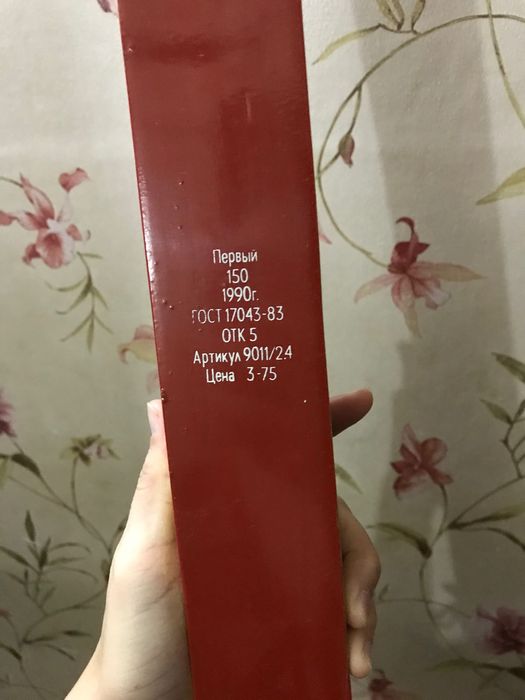 Первый
150
1990г.
ГОСТ 17043-83
ОТК 5
Артикул 9011/2.4
Цена 3-75